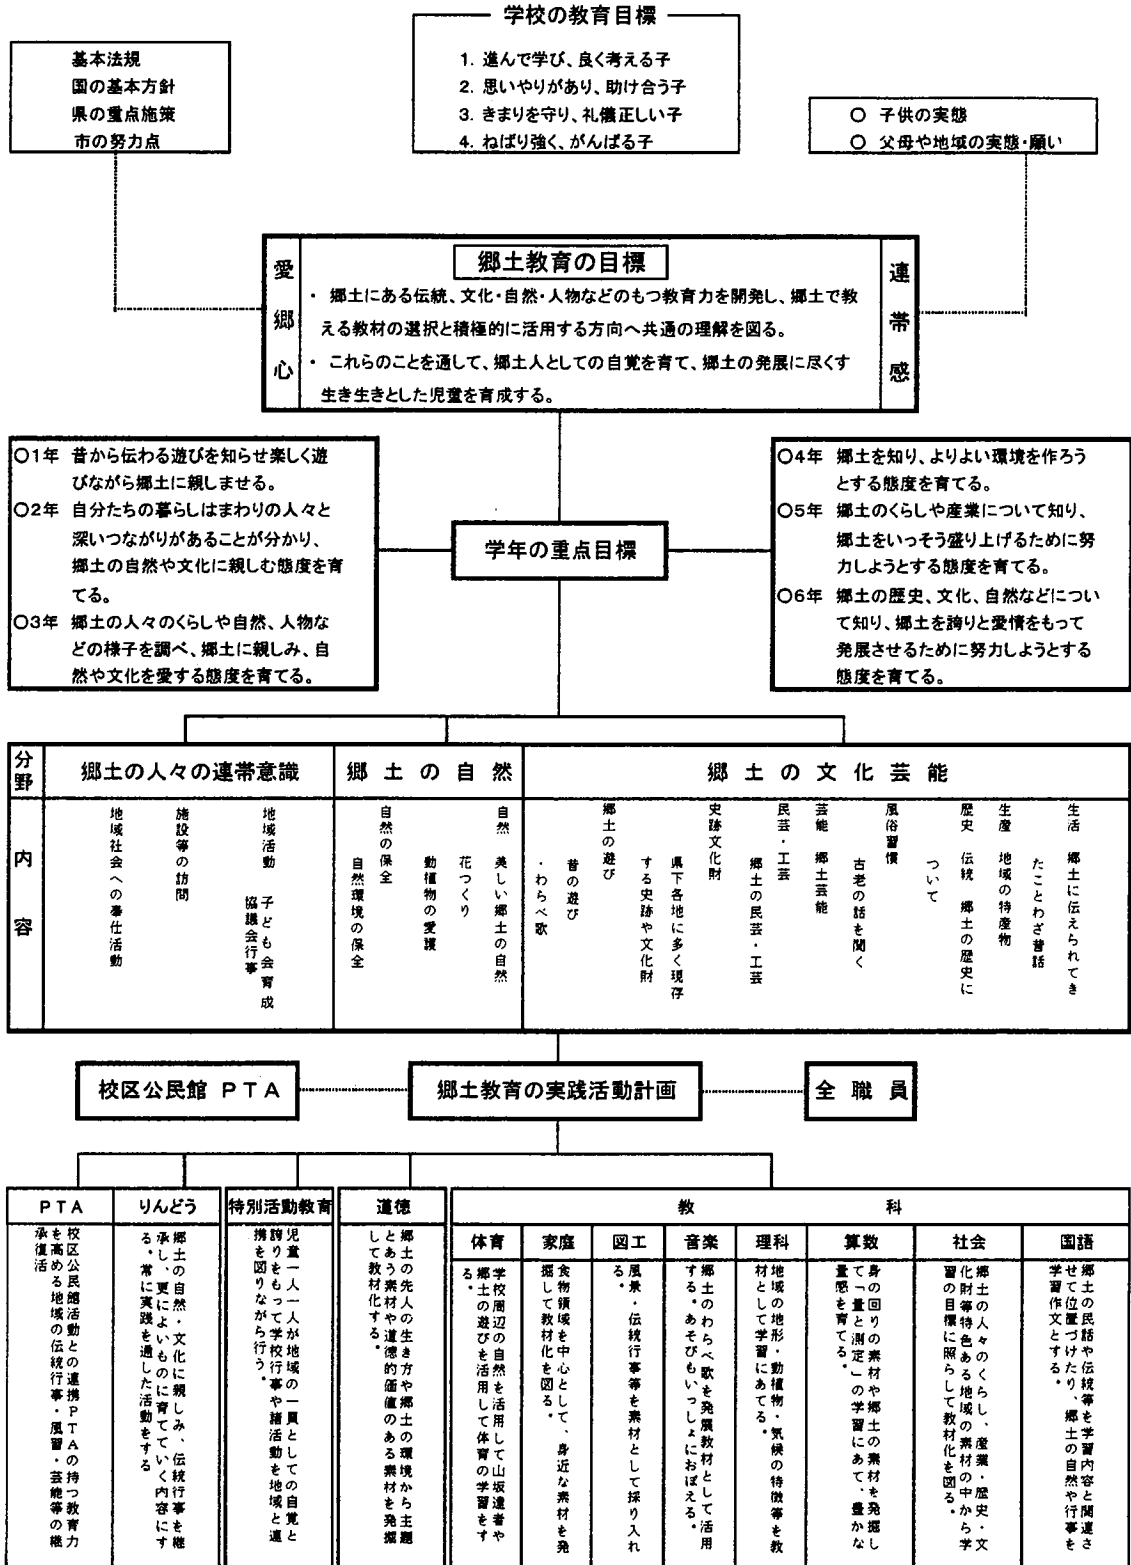 学校の教育目標
1. 進んで学び、良く考える子
2. 思いやりがあり、助け合う子
3. きまりを守り、礼儀正しい子
4. ねばり強く、がんばる子
基本法規
国の基本方針
県の重点施策
市の努力点
○ 子供の実態
○ 父母や地域の実態・願い
愛郷心
郷土教育の目標
・ 郷土にある伝統、文化・自然・人物などのもつ教育力を開発し、郷土で教
える教材の選択と積極的に活用する方向へ共通の理解を図る。
・ これらのことを通して、郷土人としての自覚を育て、郷土の発展に尽くす
生き生きとした児童を育成する。
連帯感
○1年 昔から伝わる遊びを知らせ楽しく遊
びながら郷土に親しませる。
○2年 自分たちの暮らしはまわりの人々と
深いつながりがあることが分かり、
郷土の自然や文化に親しむ態度を育
てる。
○3年 郷土の人々のくらしや自然、人物な
どの様子を調べ、郷土に親しみ、自
然や文化を愛する態度を育てる。
学年の重点目標
○4年 郷土を知り、よりよい環境を作ろう
とする態度を育てる。
○5年 郷土のくらしや産業について知り、
郷土をいっそう盛り上げるために努
力しようとする態度を育てる。
○6年 郷土の歴史、文化、自然などについ
て知り、郷土を誇りと愛情をもって
発展させるために努力しようとする
態度を育てる。
分野
郷土の人々の連帯意識
郷土の自然
郷土の文化芸能
内容
生活 郷土に伝えられてき
たことわざ昔話
生産 地域の特産物
歴史 伝統 郷土の歴史に
ついて
風俗習慣
古老の話を聞く
芸能 郷土芸能
民芸・工芸
郷土の民芸・工芸
史跡文化財
県下各地に多く現存
する史跡や文化財
郷土の遊び
昔の遊び
・わらべ歌
自然 美しい郷土の自然
花つくり
動植物の愛護
自然の保全
自然環境の保全
地域活動 子ども会育成
協議会行事
施設等の訪問
地域社会への奉仕活動
校区公民館 PTA
郷土教育の実践活動計画
全職員
教科
国語
郷土の民話や伝統等を学習内容と関連さ
せて位置づけたり、郷土の自然や行事を
学習作文とする。
社会
郷土の人々のくらし、産業・歴史・文
化財等特色ある地域の素材の中から学
習の目標に照らして教材化を図る。
算数
身の回りの素材や郷土の素材を発掘し
て「量と測定」の学習にあて、豊かな
量感を育てる。
理科
地域の地形・動植物・気候の特徴等を教
材として学習にあてる。
音楽
郷土のわらべ歌を発展教材として活用
する。あそびもいっしょにおぼえる。
図工
風景・伝統行事等を素材として採り入れ
る。
家庭
食物領域を中心として、身近な素材を発
掘して教材化を図る。
体育
学校周辺の自然を活用して山坂達者や
郷土の遊びを活用して体育の学習をす
る。
道徳
郷土の先人の生き方や郷土の環境から主題
とあう素材や道徳的価値のある素材を発掘
して教材化する。
特別活動教育
児童一人一人が地域の一員としての自覚と
誇りをもって学校行事や諸活動を地域と連
携を図りながら行う。
りんどう
郷土の自然・文化に親しみ、伝統行事を継
承し、更によいものに育てていく内容にす
る。常に実践を通した活動をする
PTA
校区公民館活動との連携PTAの持つ教育力
を高める地域の伝統行事・風習・芸能等の継
承復活